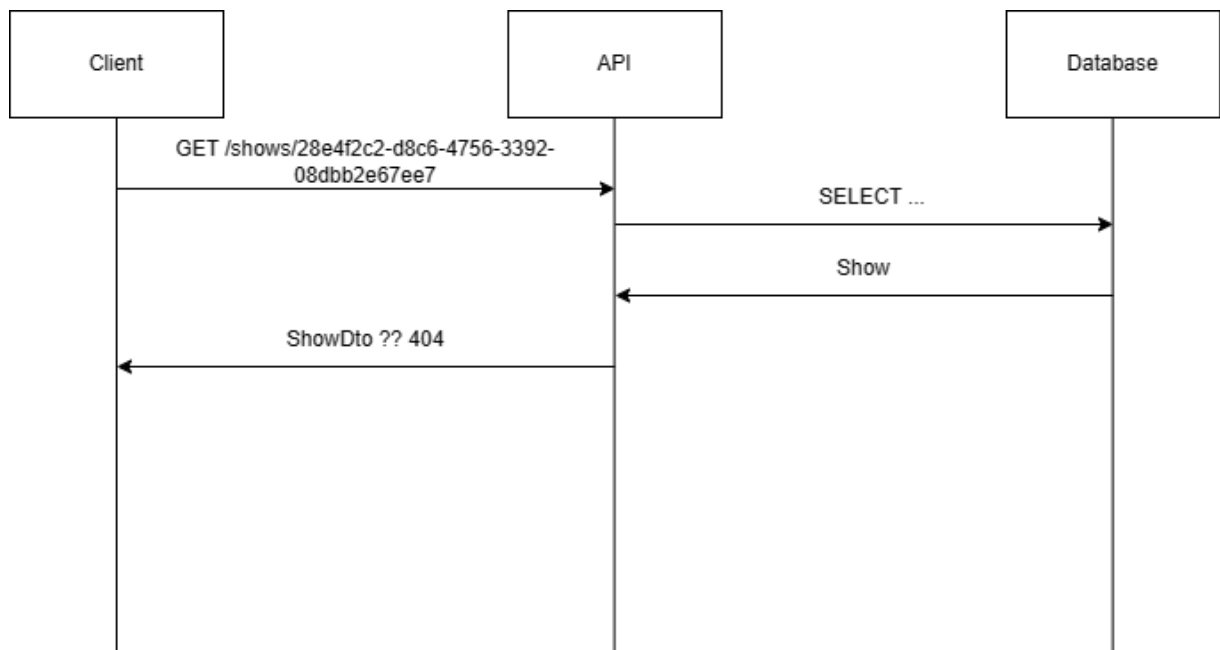 Client
API
Database
GET /shows/28e4f2c2-d8c6-4756-3392-
08dbb2e67ee7
SELECT ...
Show
ShowDto ?? 404